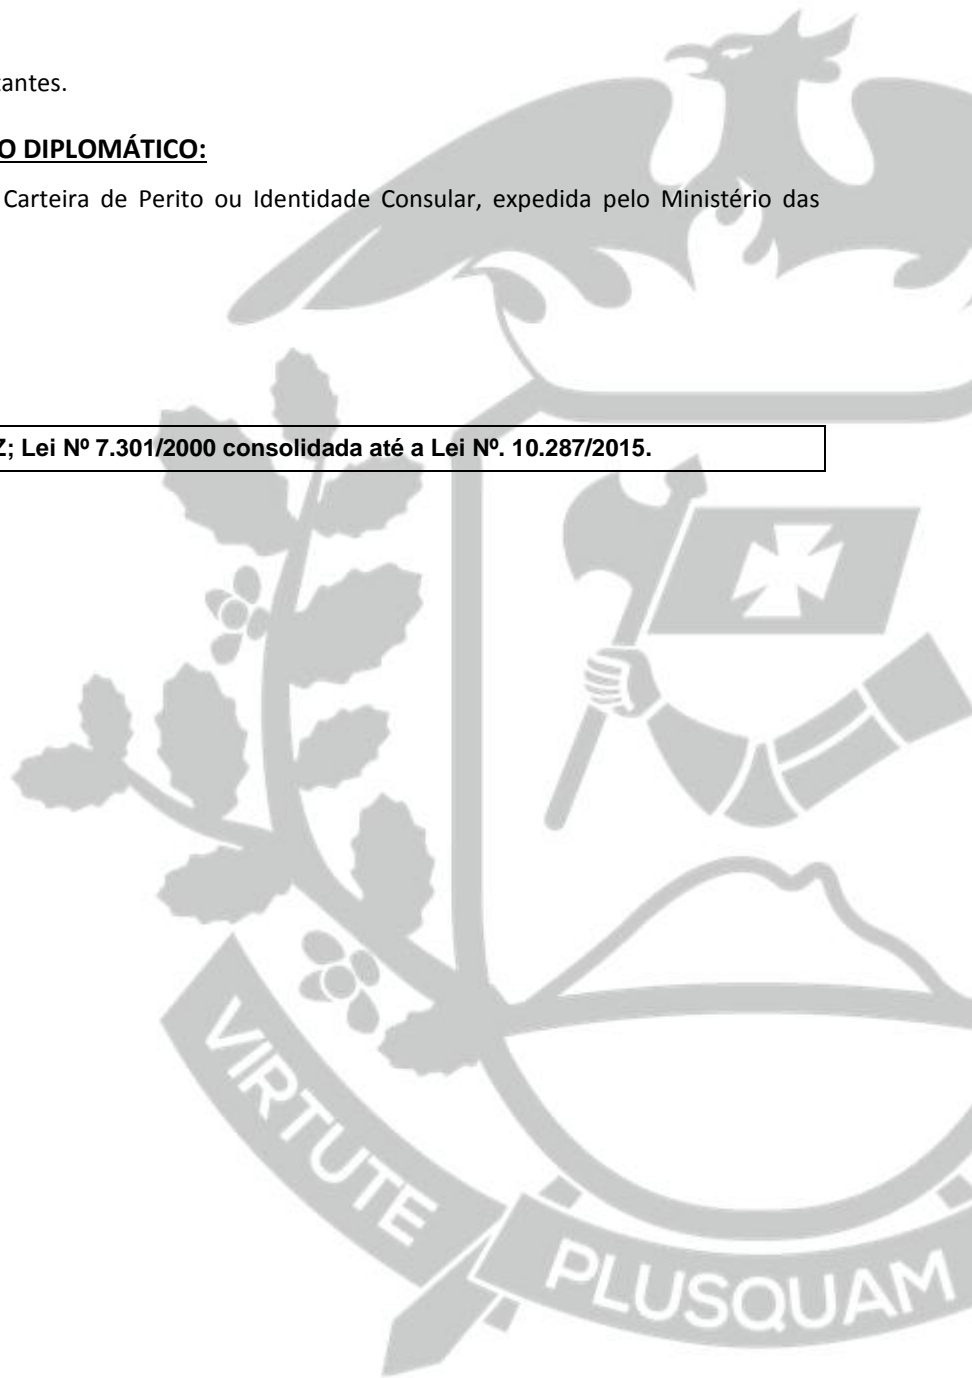 antes.
O DIPLOMÁTICO:
Carteira de Perito ou Identidade Consular, expedida pelo Ministério das
Z; Lei Nº 7.301/2000 consolidada até a Lei Nº. 10.287/2015.
VIRTUTE
PLUSQUAM